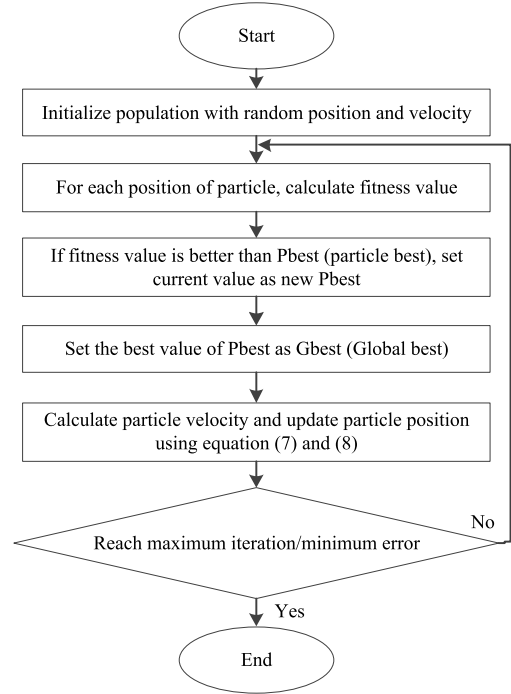 Start
Initialize population with random position and velocity
For each position of particle, calculate fitness value
If fitness value is better than Pbest (particle best), set
current value as new Pbest
Set the best value of Pbest as Gbest (Global best)
Calculate particle velocity and update particle position
using equation (7) and (8)
No
Reach maximum iteration/minimum error
Yes
End